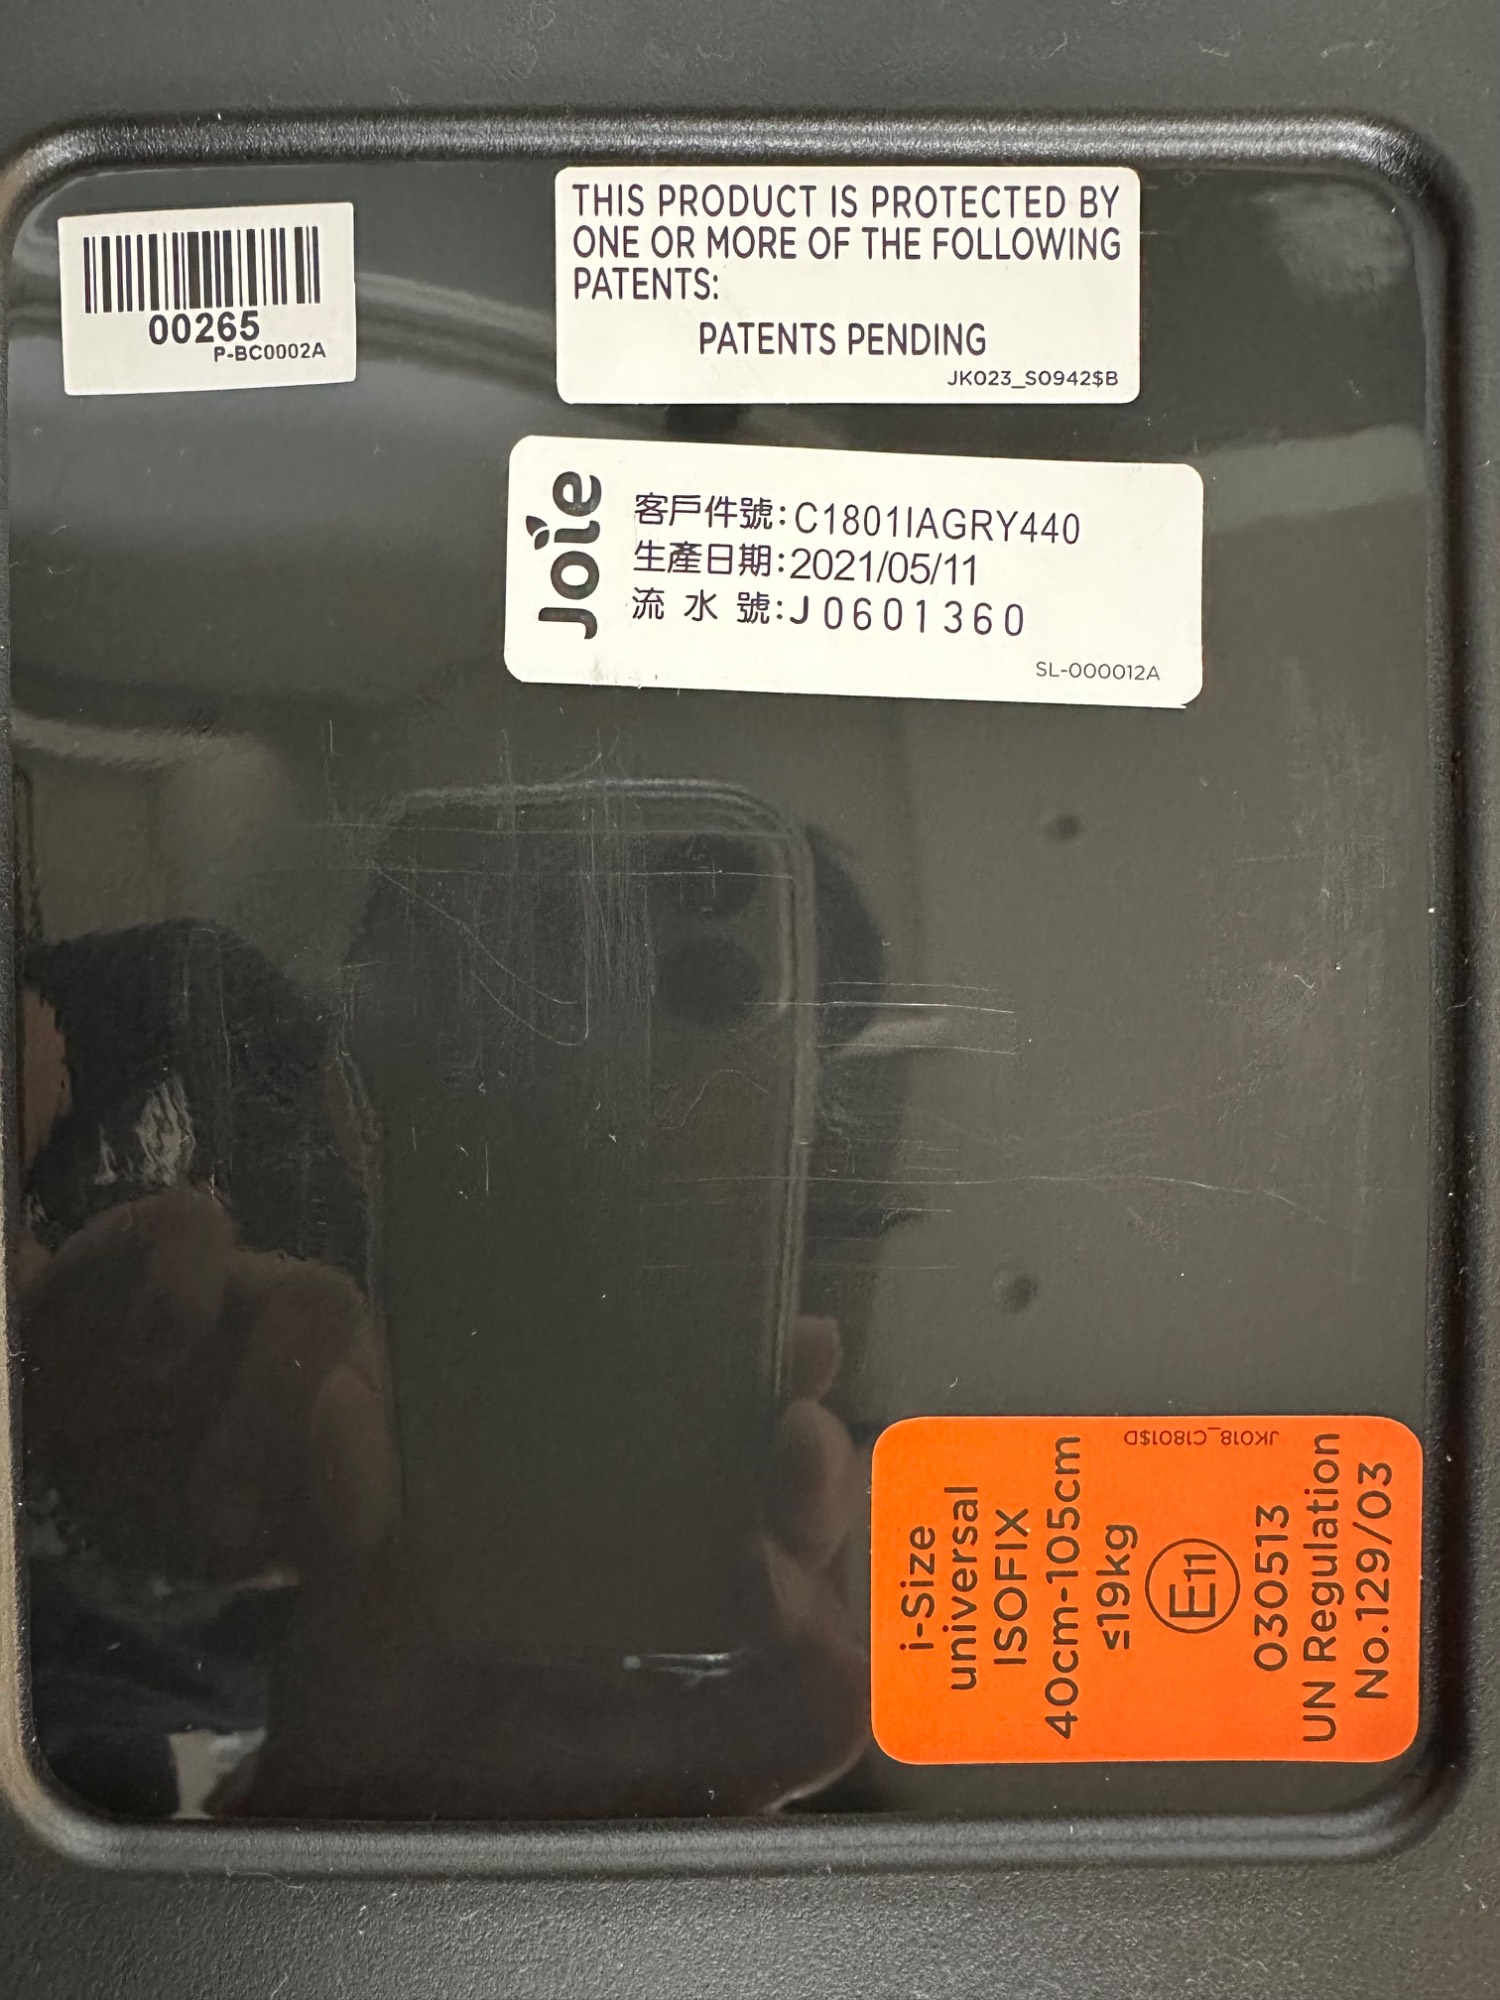 00265
P-BC0002A
THIS PRODUCT IS PROTECTED BY
ONE OR MORE OF THE FOLLOWING
PATENTS:
PATENTS PENDING
JK023_S0942$B
Joie
客戶件號:C1801IAGRY440
生產日期:2021/05/11
流水號:J0601360
SL-000012A
i-Size
universal
ISOFIX
40cm-105cm
≤19kg
E11
030513
UN Regulation
No.129/03
JK018_C1801$D